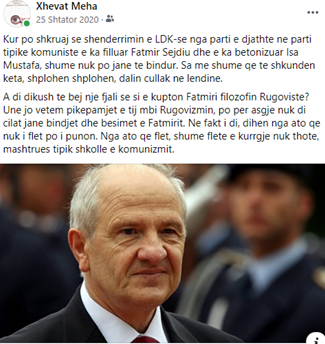 Xhevat Meha
25 Shtator 2020 ·
Kur po shkruaj se shenderrimin e LDK-se nga parti e djathte ne parti
tipike komuniste e ka filluar Fatmir Sejdiu dhe e ka betonizuar Isa
Mustafa, shume nuk po jane te bindur. Sa me shume qe te shkunden
keta, shplohen shplohen, dalin cullak ne lendine.
A di dikush te bej nje fjali se si e kupton Fatmiri filozofin Rugoviste?
Une jo vetem pikepamjet e tij mbi Rugovizmin, po per asgje nuk di
cilat jane bindjet dhe besimet e Fatmirit. Ne fakt i di, dihen nga ato qe
nuk i flet po i punon. Nga ato qe flet, shume flete e kurrgje nuk thote,
mashtrues tipik shkolle e komunizmit.